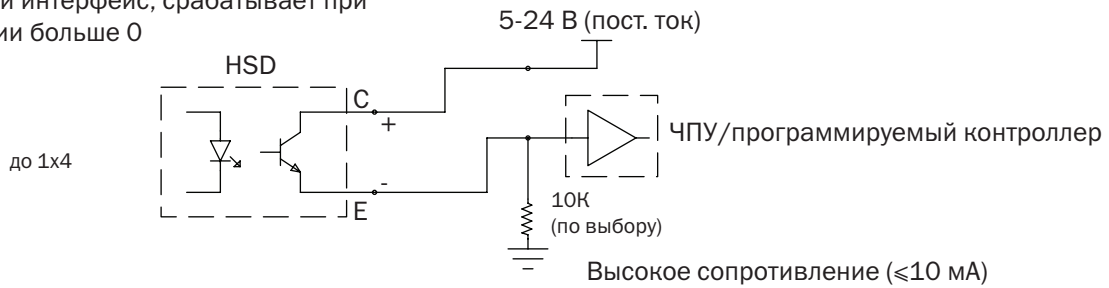 интерфейс, срабатывает при
больше 0
5-24 В (пост. ток)
HSD
C
+
ЧПУ/программируемый контроллер
до 1x4
-
E
10K
(по выбору)
Высокое сопротивление (⩽10 мА)